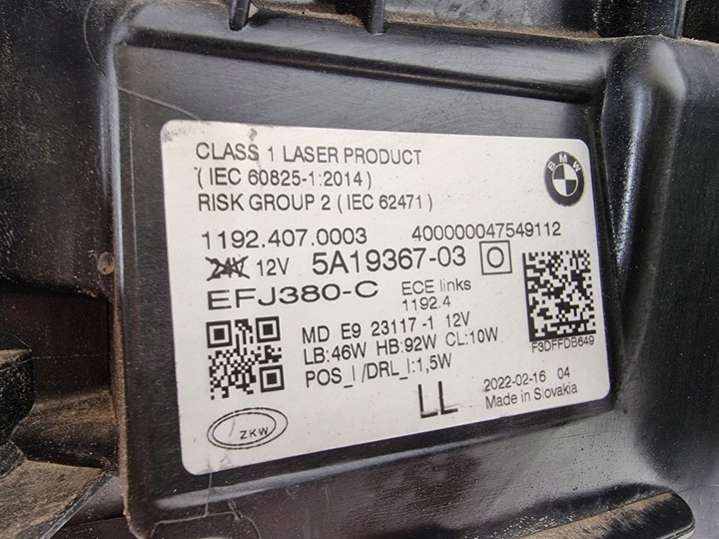 CLASS 1 LASER PRODUCT
( IEC 60825-1:2014 )
RISK GROUP 2 ( IEC 62471 )
BMW
1192.407.0003 400000047549112
24V 12V 5A19367-03 O
EFJ380-C ECE links
1192.4
MD E9 23117 -1 12V
LB:46W HB:92W CL:10W
POS_I /DRL_I:1,5W
F3DFFDB649
ZKW
LL
2022-02-16 04
Made in Slovakia